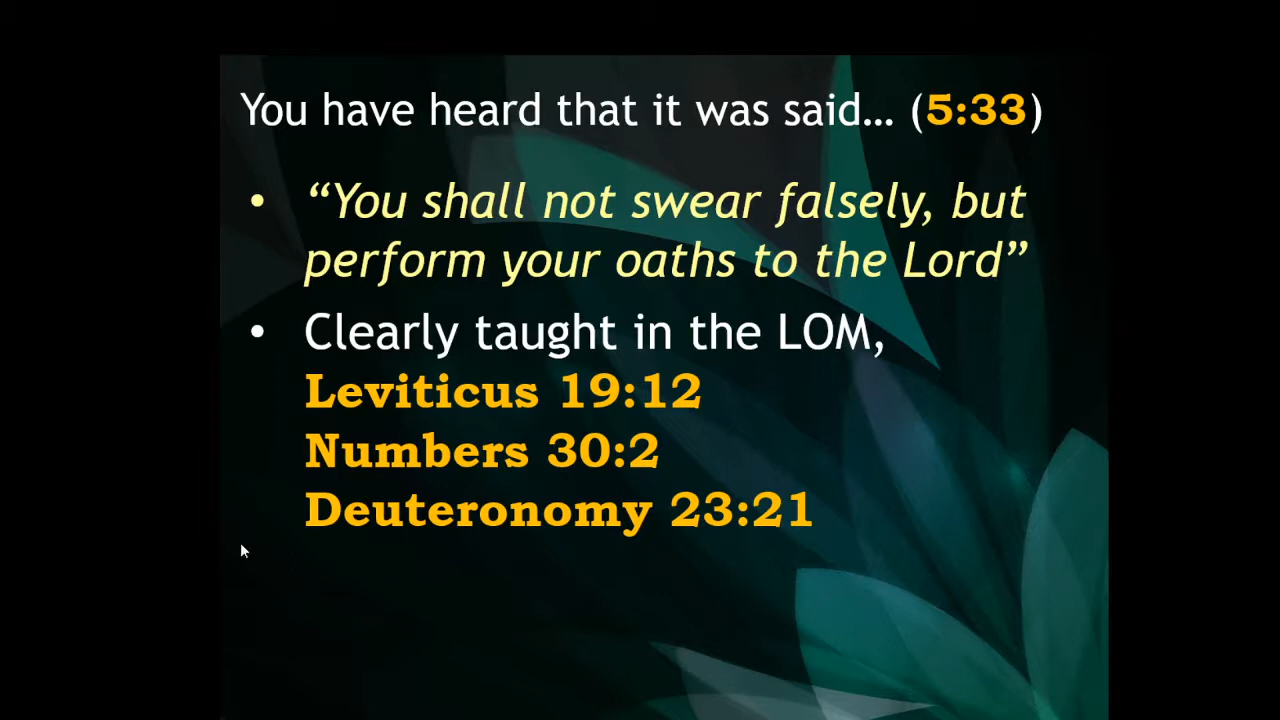 You have heard that it was said… (5:33)
• “You shall not swear falsely, but
perform your oaths to the Lord”
• Clearly taught in the LOM,
Leviticus 19:12
Numbers 30:2
Deuteronomy 23:21